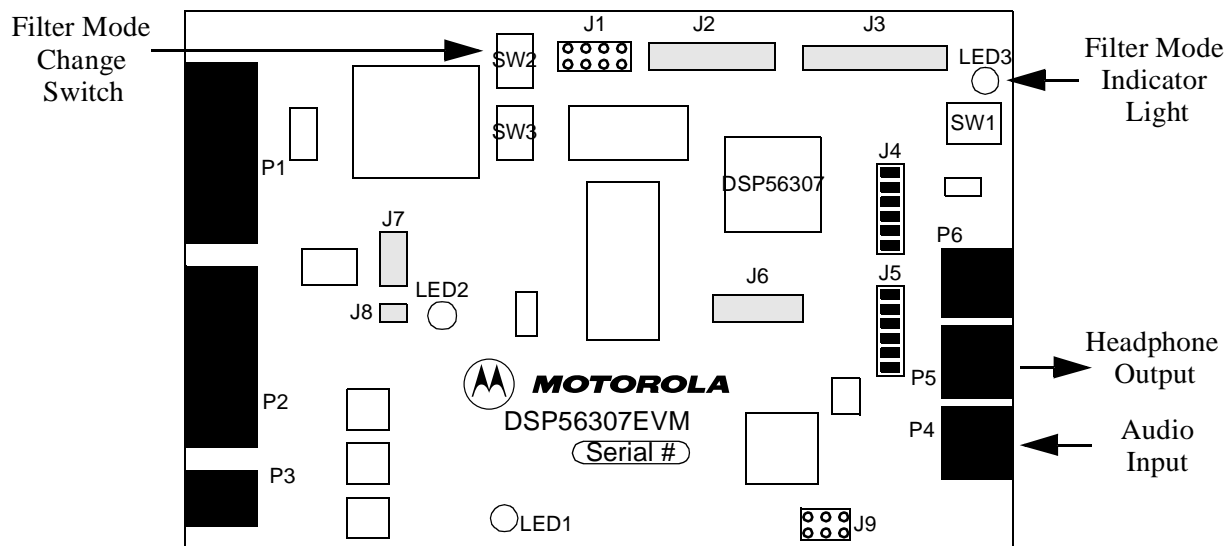 Filter Mode
Change
Switch
J1
J2
J3
SW2
LED3
Filter Mode
Indicator
Light
SW3
SW1
P1
DSP56307
J4
J7
P6
J8
LED2
J6
J5
Headphone
Output
MOTOROLA
P5
P2
DSP56307EVM
P4
Audio
Input
Serial #
P3
LED1
J9